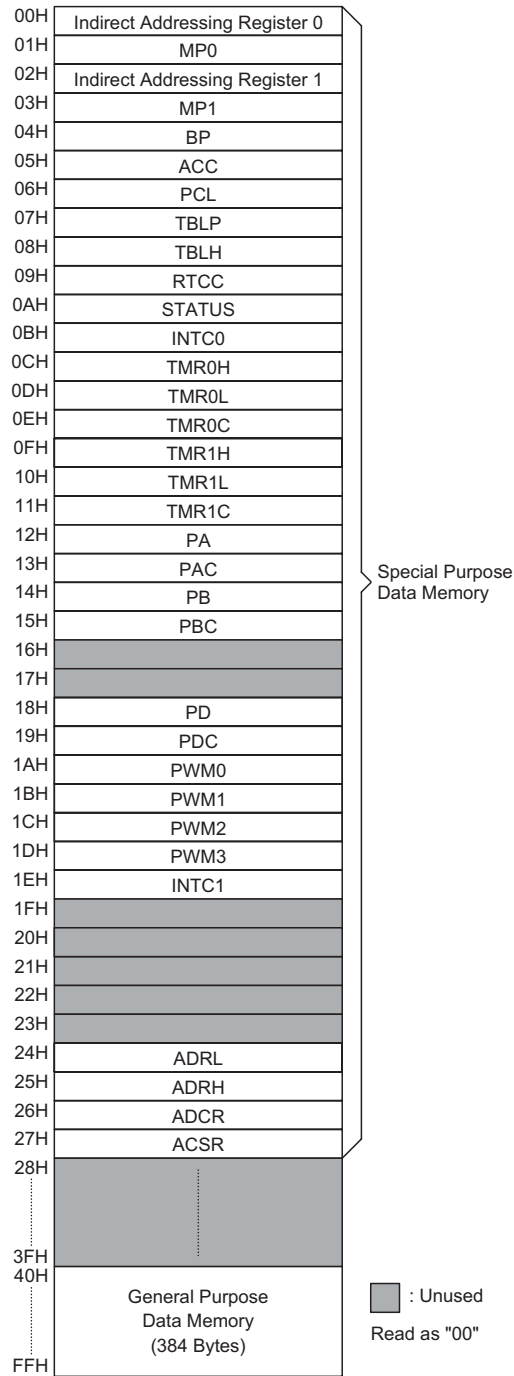 00H Indirect Addressing Register 0
01H MP0
02H Indirect Addressing Register 1
03H MP1
04H BP
05H ACC
06H PCL
07H TBLP
08H TBLH
09H RTCC
0AH STATUS
0BH INTC0
0CH TMR0H
0DH TMR0L
0EH TMR0C
0FH TMR1H
10H TMR1L
11H TMR1C
12H PA
13H PAC
14H PB
15H PBC
16H
17H
18H PD
19H PDC
1AH PWM0
1BH PWM1
1CH PWM2
1DH PWM3
1EH INTC1
1FH
20H
21H
22H
23H
24H ADRL
25H ADRH
26H ADCR
27H ACSR
28H
3FH
40H
General Purpose
Data Memory
(384 Bytes)
FFH
Special Purpose
Data Memory
: Unused
Read as "00"